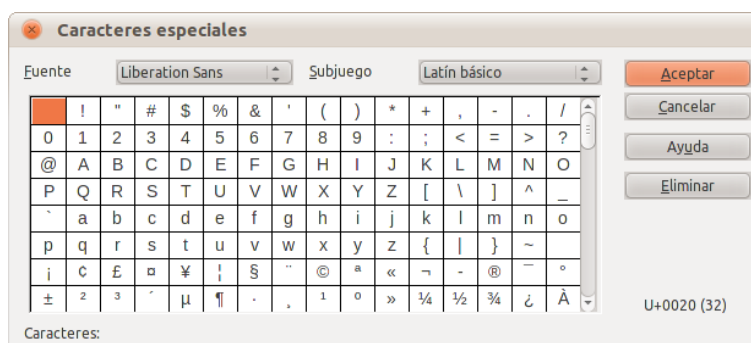 Caracteres especiales
Fuente Liberation Sans Subjuego Latín básico Aceptar
Cancelar
Ayuda
Eliminar
! " # $ % & ' ( ) * + , - . /
0 1 2 3 4 5 6 7 8 9 : ; < = > ?
@ A B C D E F G H I J K L M N O
P Q R S T U V W X Y Z [ \ ] ^ _
` a b c d e f g h i j k l m n o
p q r s t u v w x y z { | } ~
¡ ¢ £ ¤ ¥ ¦ § ¨ © ª « ¬ - ® ¯ °
± ² ³ ´ µ ¶ · ¸ ¹ º » ¼ ½ ¾ ¿ À
U+0020 (32)
Caracteres: